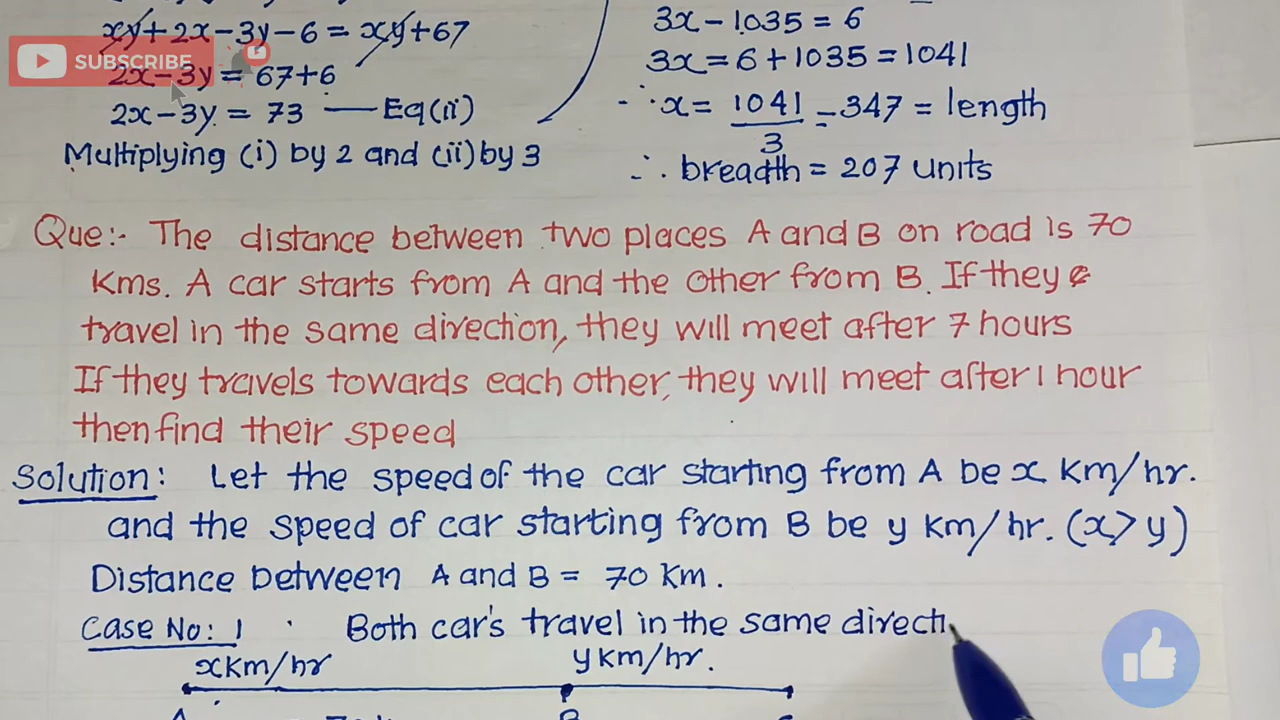 xy+2x-3y-6 = xy+67
SUBSCRIBE
2x-3y = 67+6
2x-3y = 73 — Eq(ii)
Multiplying (i) by 2 and (ii) by 3
3x - 1035 = 6
3x = 6+1035 = 1041
∴ x = 1041/3 = 347 = length
∴ breadth = 207 units
Que:- The distance between two places A and B on road is 70
Kms. A car starts from A and the other from B. If they
travel in the same direction, they will meet after 7 hours
If they travels towards each other, they will meet after 1 hour
then find their speed
Solution: Let the speed of the car starting from A be x Km/hr.
and the speed of car starting from B be y km/hr. (x>y)
Distance between A and B = 70 Km.
Case No: 1 Both car's travel in the same directi
xkm/hr ykm/hr.